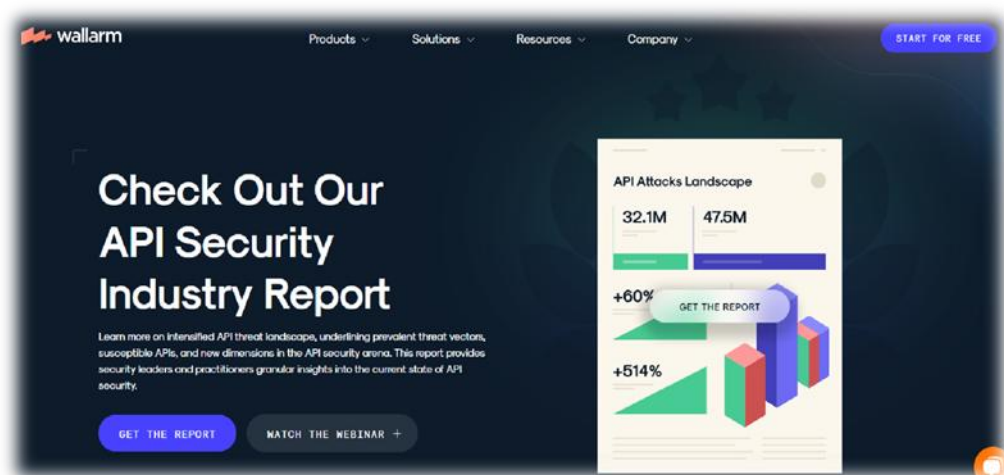 wallarm
Products
Solutions
Resources
Company
START FOR FREE
Check Out Our
API Security
Industry Report
Learn more on intensified API threat landscape, underlining prevalent threat vectors,
susceptible APIs, and new dimensions in the API security arena. This report provides
security leaders and practitioners granular insights into the current state of API
security.
GET THE REPORT
WATCH THE WEBINAR +
API Attacks Landscape
32.1M 47.5M
+60%
GET THE REPORT
+514%